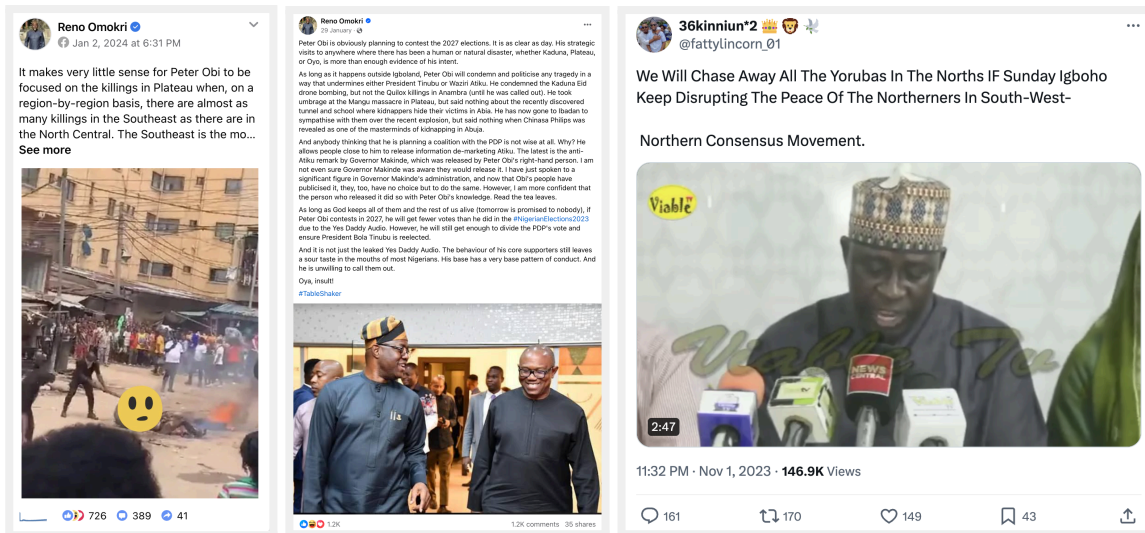 Reno Omokri
Jan 2, 2024 at 6:31 PM
It makes very little sense for Peter Obi to be
focused on the killings in Plateau when, on a
region-by-region basis, there are almost as
many killings in the Southeast as there are in
the North Central. The Southeast is the mo...
See more
726 389 41
Reno Omokri
29 January
Peter Obi is obviously planning to contest the 2027 elections. It is as clear as day. His strategic
visits to anywhere where there has been a human or natural disaster, whether Kaduna, Plateau,
or Oyo, is more than enough evidence of his intent.
As long as it happens outside Igboland, Peter Obi will condemn and politicise any tragedy in a
way that undermines either President Tinubu or Waziri Atiku. He condemned the Kaduna Eid
drone bombing, but not the Quilox killings in Anambra (until he was called out). He took
umbrage at the Mangu massacre in Plateau, but said nothing about the recently discovered
tunnel and school where kidnappers hide their victims in Abia. He has now gone to Ibadan to
sympathise with them over the recent explosion, but said nothing when Chinasa Philips was
revealed as one of the masterminds of kidnapping in Abuja.
And anybody thinking that he is planning a coalition with the PDP is not wise at all. Why? He
allows people close to him to release information de-marketing Atiku. The latest is the anti-
Atiku remark by Governor Makinde, which was released by Peter Obi's right-hand person. I am
not even sure Governor Makinde was aware they would release it. I have just spoken to a
significant figure in Governor Makinde's administration, and now that Obi's people have
publicised it, they, too, have no choice but to do the same. However, I am more confident that
the person who released it did so with Peter Obi's knowledge. Read the tea leaves.
As long as God keeps all of them and the rest of us alive (tomorrow is promised to nobody), if
Peter Obi contests in 2027, he will get fewer votes than he did in the #NigerianElections2023
due to the Yes Daddy Audio. However, he will still get enough to divide the PDP's vote and
ensure President Bola Tinubu is reelected.
And it is not just the leaked Yes Daddy Audio. The behaviour of his core supporters still leaves
a sour taste in the mouths of most Nigerians. His base has a very base pattern of conduct. And
he is unwilling to call them out.
Oya, insult!
#TableShaker
1.2K 1.2K comments 35 shares
36kinniun*2
@fattylincorn_01
We Will Chase Away All The Yorubas In The Norths IF Sunday Igboho
Keep Disrupting The Peace Of The Northerners In South-West-
Northern Consensus Movement.
Viable
Viable Tv
NEWS
CENTRAL
2:47
11:32 PM · Nov 1, 2023 · 146.9K Views
161 170 149 43